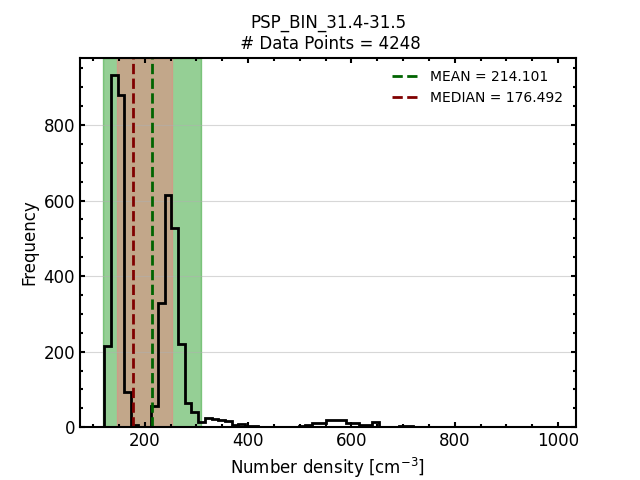 PSP_BIN_31.4-31.5
# Data Points = 4248
MEAN = 214.101
MEDIAN = 176.492
Frequency
800
600
400
200
0
200 400 600 800 1000
Number density [cm⁻³]